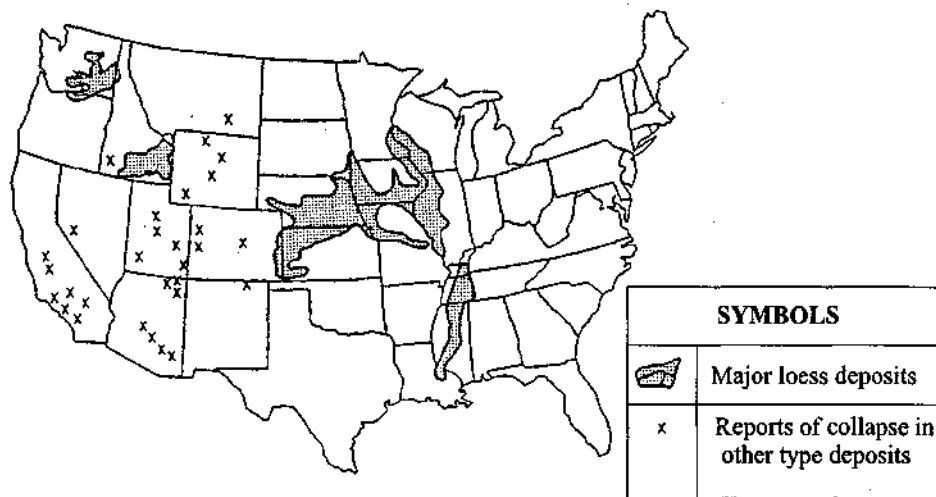 SYMBOLS
Major loess deposits
x
Reports of collapse in
other type deposits